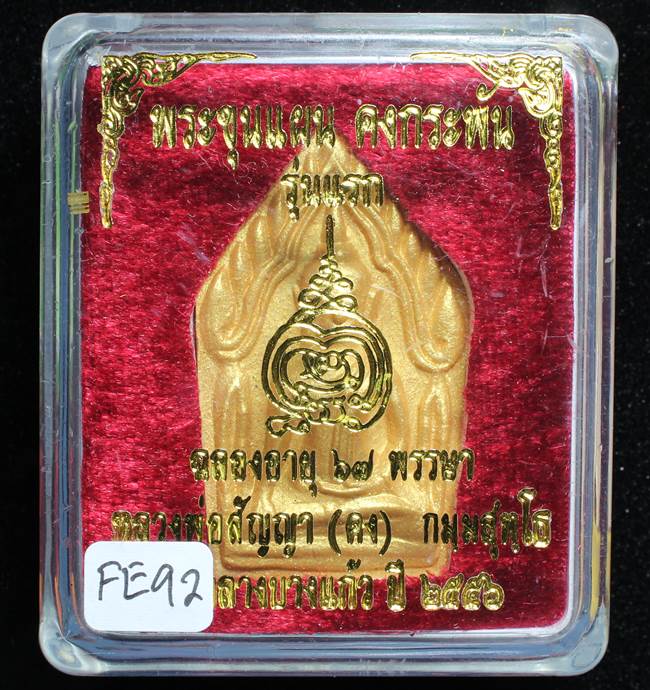 พระขุนแผน คงกระพัน
รุ่นแรก
ฉลองอายุ ๖๗ พรรษา
หลวงพ่อสัญญา (คง) กมฺมสุทฺโธ
กลางบางแก้ว ปี ๒๕๕๖
FE92